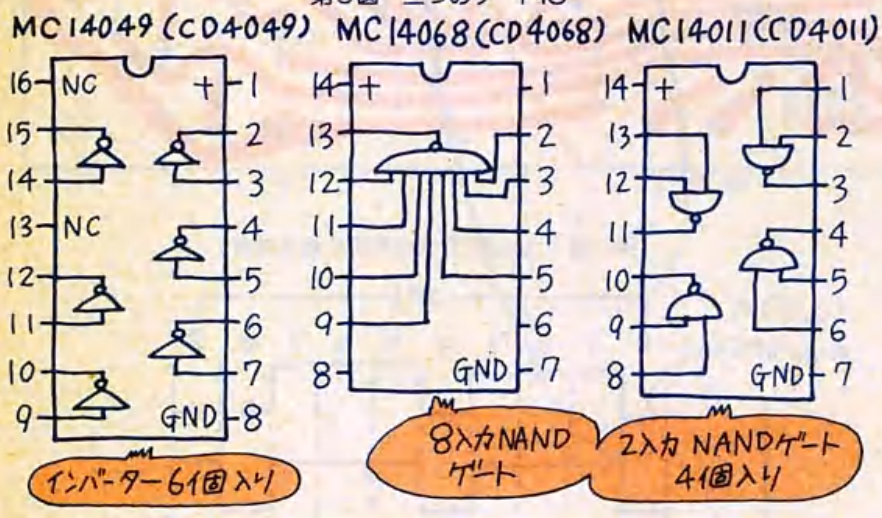 MC14049(CD4049) MC14068(CD4068) MC14011(CD4011)
16 NC + 1
15 2
14 3
13 NC 4
12 5
11 6
10 7
9 GND 8
インバーター6個入り
14 + 1
13 2
12 3
11 4
10 5
9 6
8 GND 7
8入力NAND
ゲート
14 + 1
13 2
12 3
11 4
10 5
9 6
8 GND 7
2入力 NANDゲート
4個入り